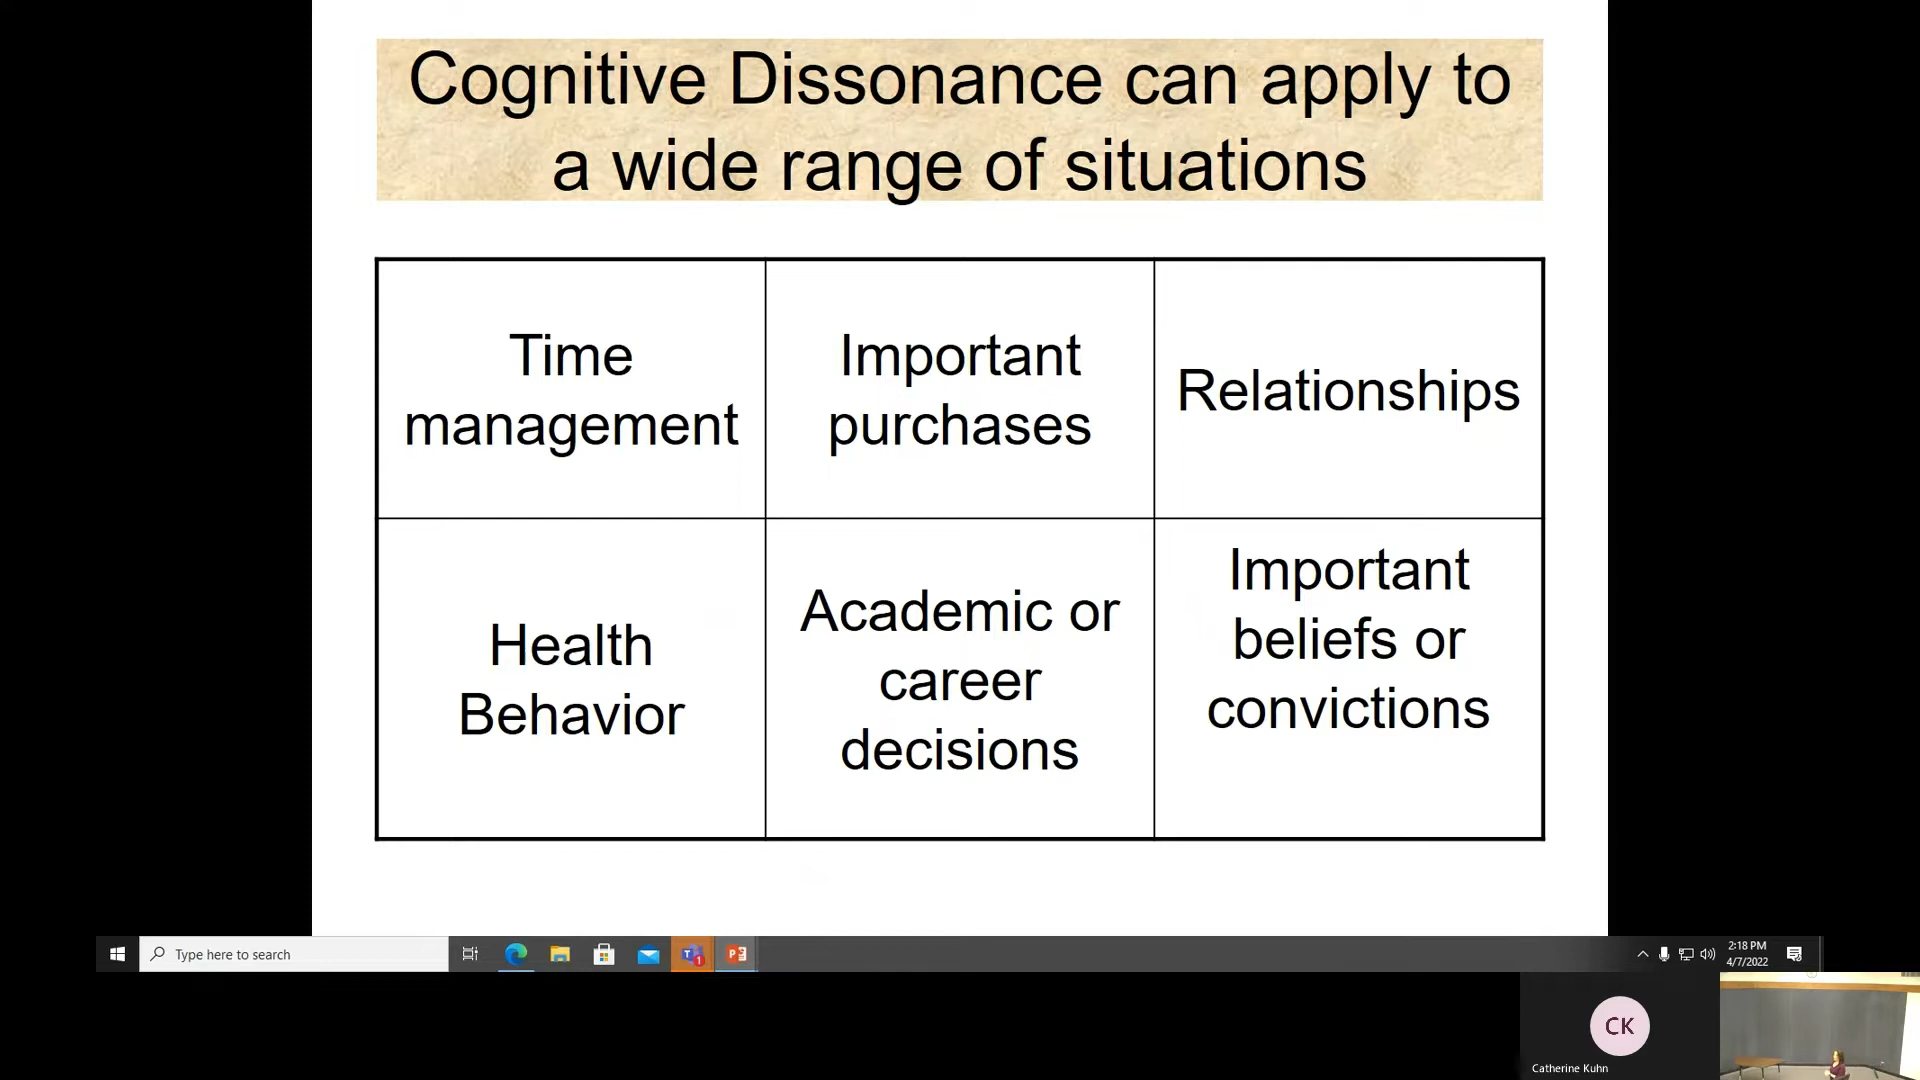 Cognitive Dissonance can apply to
a wide range of situations
Time
management
Important
purchases
Relationships
Health
Behavior
Academic or
career
decisions
Important
beliefs or
convictions
Type here to search
1
P
2:18 PM
4/7/2022
CK
Catherine Kuhn